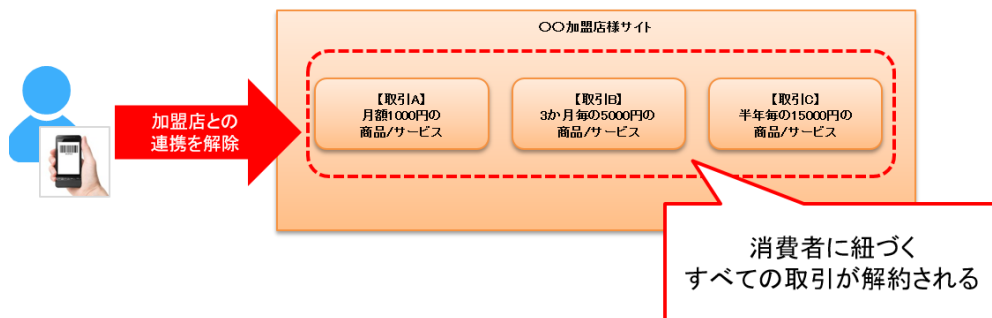 〇〇加盟店様サイト
加盟店との
連携を解除
【取引A】
月額1000円の
商品/サービス
【取引B】
3か月毎の5000円の
商品/サービス
【取引C】
半年毎の15000円の
商品/サービス
消費者に紐づく
すべての取引が解約される